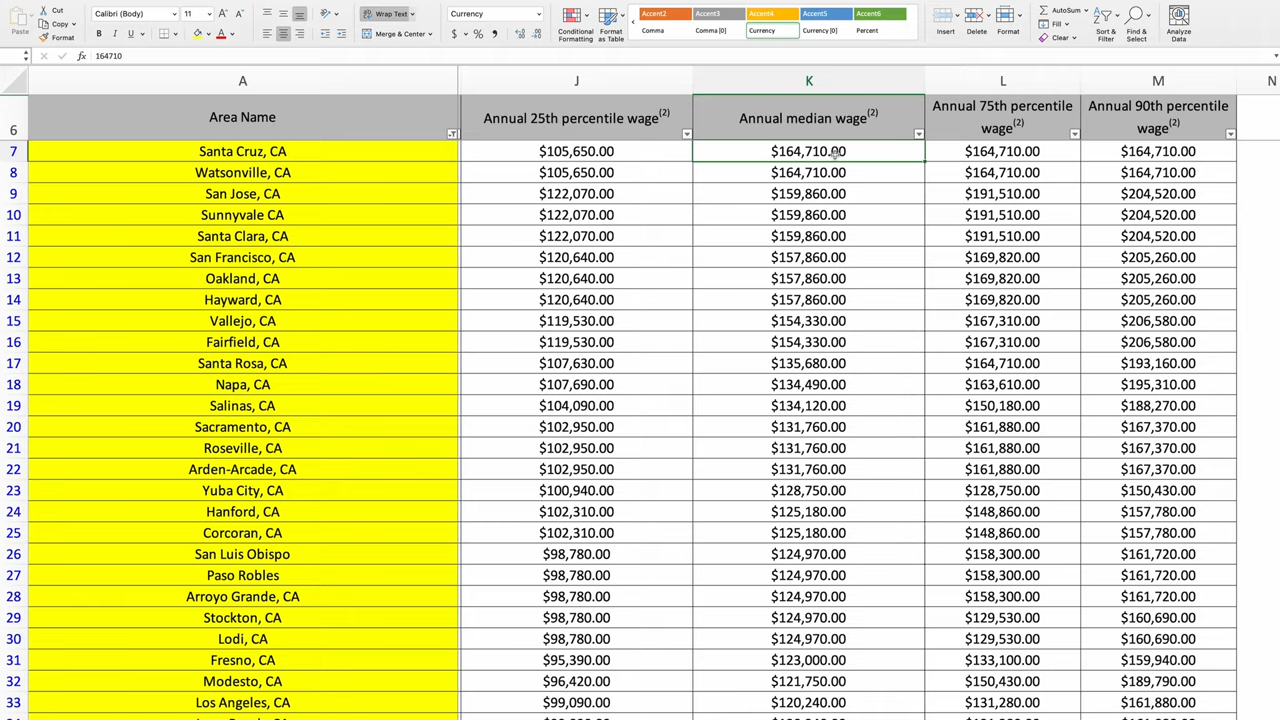 Cut
Copy
Format
Paste
Calibri (Body)
11
B I U
A
Wrap Text
Merge & Center
Currency
$ %
Conditional
Formatting
Format
as Table
Accent2 Accent3 Accent4 Accent5 Accent6
Comma Comma [0] Currency Currency [0] Percent
Insert
Delete
Format
AutoSum
Fill
Clear
Sort &
Filter
Find &
Select
Analyze
Data
fx 164710
A J K L M N
6
Area Name
Annual 25th percentile wage(2)
Annual median wage(2)
Annual 75th percentile
wage(2)
Annual 90th percentile
wage(2)
7 Santa Cruz, CA $105,650.00 $164,710.00 $164,710.00 $164,710.00
8 Watsonville, CA $105,650.00 $164,710.00 $164,710.00 $164,710.00
9 San Jose, CA $122,070.00 $159,860.00 $191,510.00 $204,520.00
10 Sunnyvale CA $122,070.00 $159,860.00 $191,510.00 $204,520.00
11 Santa Clara, CA $122,070.00 $159,860.00 $191,510.00 $204,520.00
12 San Francisco, CA $120,640.00 $157,860.00 $169,820.00 $205,260.00
13 Oakland, CA $120,640.00 $157,860.00 $169,820.00 $205,260.00
14 Hayward, CA $120,640.00 $157,860.00 $169,820.00 $205,260.00
15 Vallejo, CA $119,530.00 $154,330.00 $167,310.00 $206,580.00
16 Fairfield, CA $119,530.00 $154,330.00 $167,310.00 $206,580.00
17 Santa Rosa, CA $107,630.00 $135,680.00 $164,710.00 $193,160.00
18 Napa, CA $107,690.00 $134,490.00 $163,610.00 $195,310.00
19 Salinas, CA $104,090.00 $134,120.00 $150,180.00 $188,270.00
20 Sacramento, CA $102,950.00 $131,760.00 $161,880.00 $167,370.00
21 Roseville, CA $102,950.00 $131,760.00 $161,880.00 $167,370.00
22 Arden-Arcade, CA $102,950.00 $131,760.00 $161,880.00 $167,370.00
23 Yuba City, CA $100,940.00 $128,750.00 $128,750.00 $150,430.00
24 Hanford, CA $102,310.00 $125,180.00 $148,860.00 $157,780.00
25 Corcoran, CA $102,310.00 $125,180.00 $148,860.00 $157,780.00
26 San Luis Obispo $98,780.00 $124,970.00 $158,300.00 $161,720.00
27 Paso Robles $98,780.00 $124,970.00 $158,300.00 $161,720.00
28 Arroyo Grande, CA $98,780.00 $124,970.00 $158,300.00 $161,720.00
29 Stockton, CA $98,780.00 $124,970.00 $129,530.00 $160,690.00
30 Lodi, CA $98,780.00 $124,970.00 $129,530.00 $160,690.00
31 Fresno, CA $95,390.00 $123,000.00 $133,100.00 $159,940.00
32 Modesto, CA $96,420.00 $121,750.00 $150,430.00 $189,790.00
33 Los Angeles, CA $99,090.00 $120,240.00 $131,280.00 $161,880.00